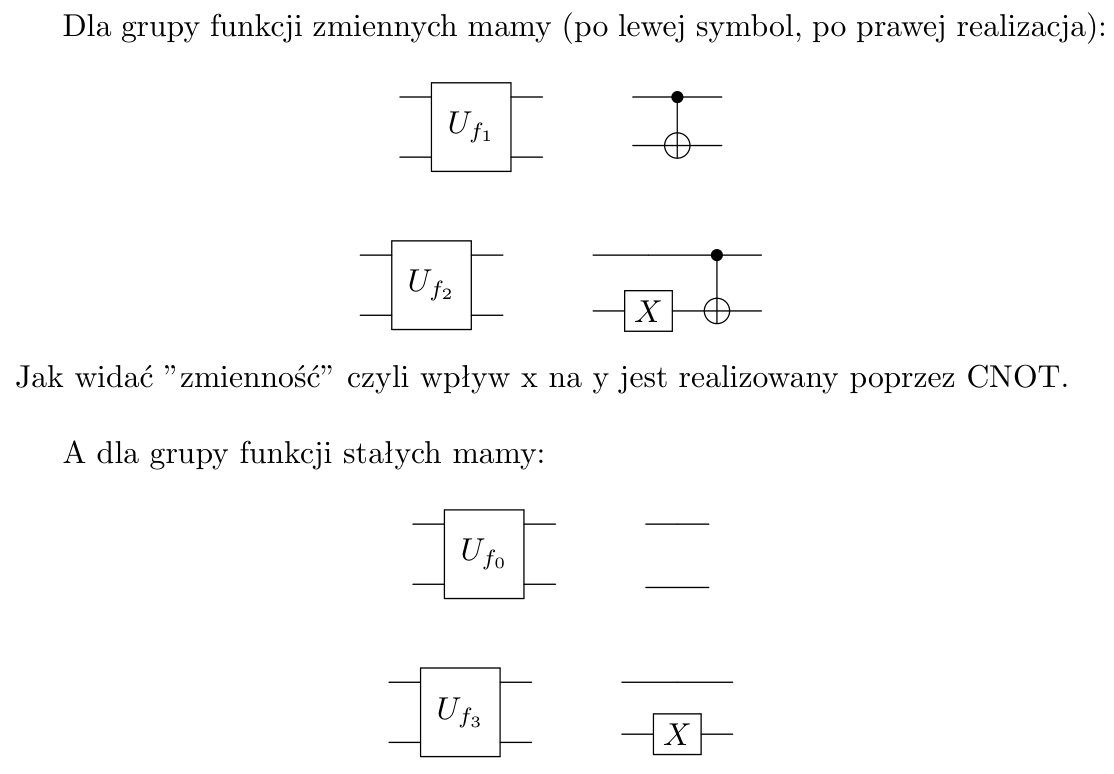 Dla grupy funkcji zmiennych mamy (po lewej symbol, po prawej realizacja):
U_{f_1}
U_{f_2} X
Jak widać ”zmienność” czyli wpływ x na y jest realizowany poprzez CNOT.
A dla grupy funkcji stałych mamy:
U_{f_0}
U_{f_3} X